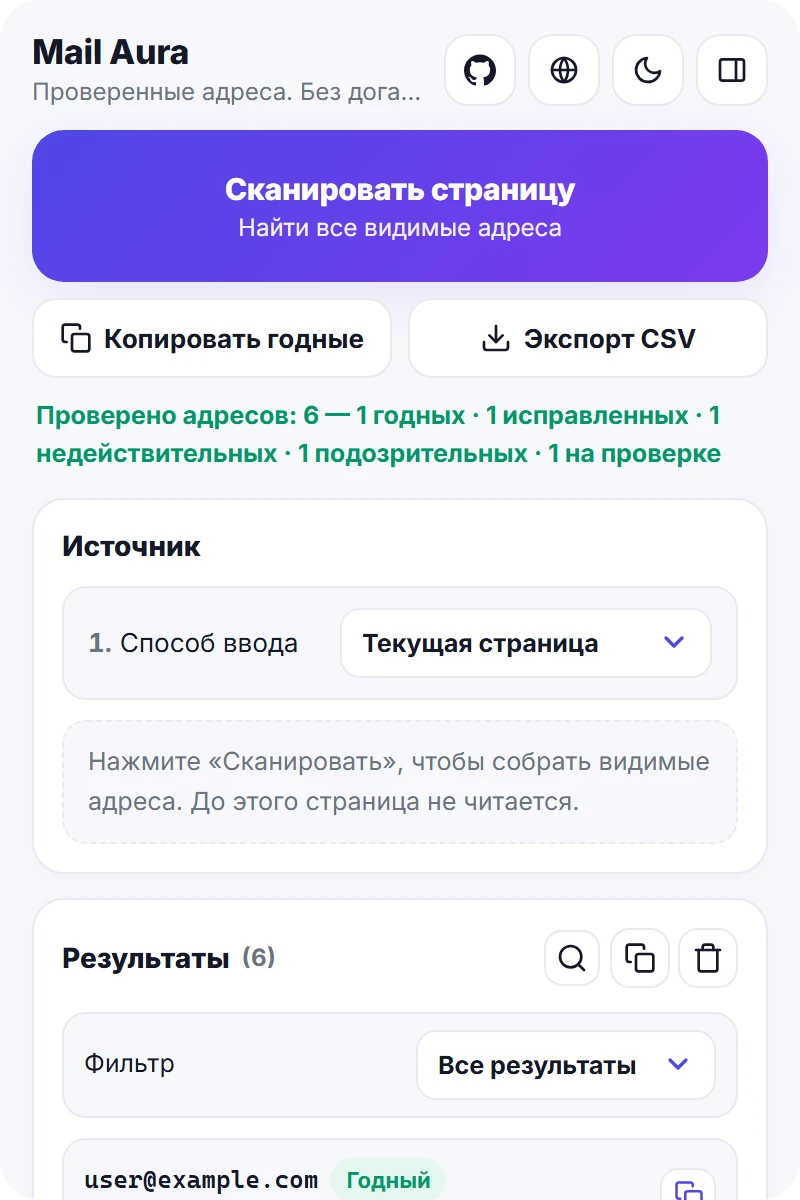 Mail Aura
Проверенные адреса. Без дога...
Сканировать страницу
Найти все видимые адреса
Копировать годные
Экспорт CSV
Проверено адресов: 6 — 1 годных · 1 исправленных · 1
недействительных · 1 подозрительных · 1 на проверке
Источник
1. Способ ввода
Текущая страница
Нажмите «Сканировать», чтобы собрать видимые
адреса. До этого страница не читается.
Результаты (6)
Фильтр
Все результаты
user@example.com Годный